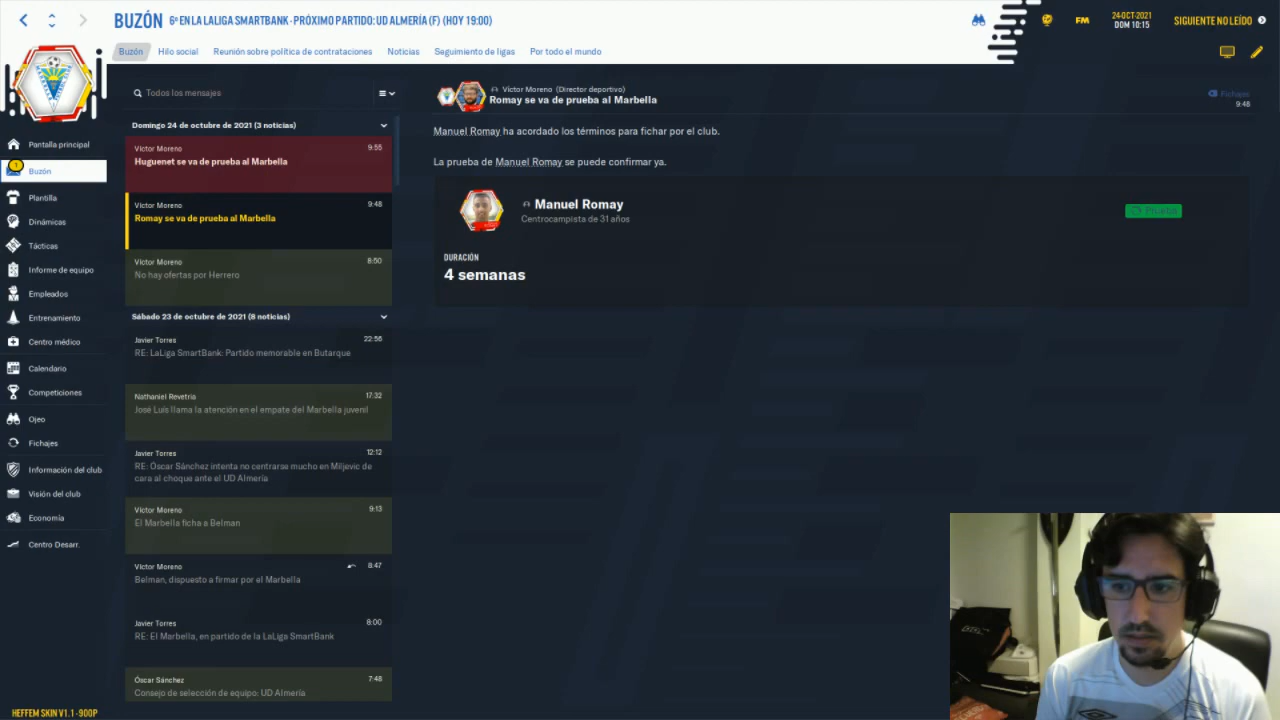 BUZÓN 6º EN LA LALIGA SMARTBANK · PRÓXIMO PARTIDO: UD ALMERÍA (F) (HOY 19:00)
FM
24-OCT-2021
DOM 10:15
SIGUIENTE NO LEÍDO
Buzón Hilo social Reunión sobre política de contrataciones Noticias Seguimiento de ligas Por todo el mundo
Pantalla principal
1
Buzón
Plantilla
Dinámicas
Tácticas
Informe de equipo
Empleados
Entrenamiento
Centro médico
Calendario
Competiciones
Ojeo
Fichajes
Información del club
Visión del club
Economía
Centro Desarr.
HEFFEM SKIN V1.1 - 900P
Todos los mensajes
Domingo 24 de octubre de 2021 (3 noticias)
Víctor Moreno 9:55
Huguenet se va de prueba al Marbella
Víctor Moreno 9:48
Romay se va de prueba al Marbella
Víctor Moreno 8:50
No hay ofertas por Herrero
Sábado 23 de octubre de 2021 (8 noticias)
Javier Torres 22:56
RE: LaLiga SmartBank: Partido memorable en Butarque
Nathaniel Revetria 17:32
José Luis llama la atención en el empate del Marbella juvenil
Javier Torres 12:12
RE: Óscar Sánchez intenta no centrarse mucho en Miljevic de
cara al choque ante el UD Almería
Víctor Moreno 9:13
El Marbella ficha a Belman
Víctor Moreno 8:47
Belman, dispuesto a firmar por el Marbella
Javier Torres 8:00
RE: El Marbella, en partido de la LaLiga SmartBank
Óscar Sánchez 7:48
Consejo de selección de equipo: UD Almería
Víctor Moreno (Director deportivo)
Romay se va de prueba al Marbella
Fichajes
9:48
Manuel Romay ha acordado los términos para fichar por el club.
La prueba de Manuel Romay se puede confirmar ya.
Manuel Romay
Centrocampista de 31 años
Prueba
DURACIÓN
4 semanas